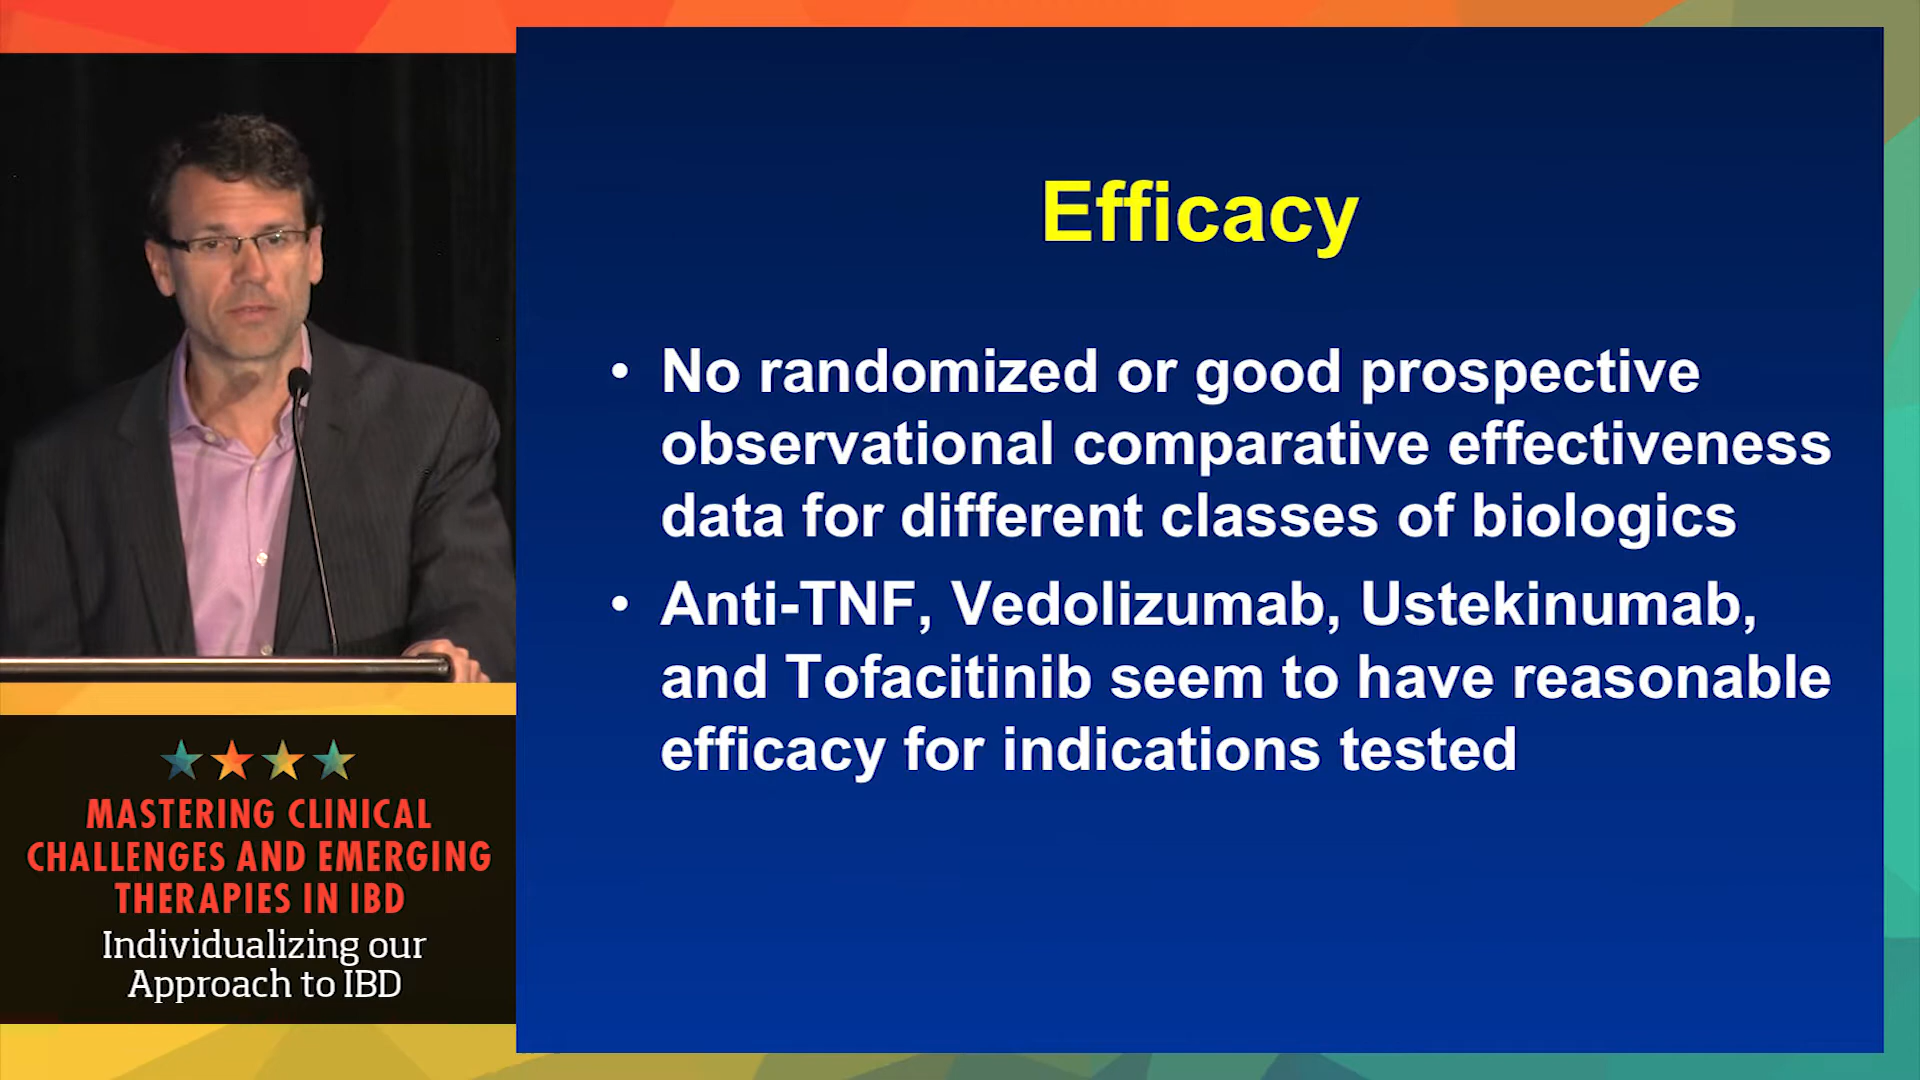 Efficacy
• No randomized or good prospective
observational comparative effectiveness
data for different classes of biologics
• Anti-TNF, Vedolizumab, Ustekinumab,
and Tofacitinib seem to have reasonable
efficacy for indications tested
MASTERING CLINICAL
CHALLENGES AND EMERGING
THERAPIES IN IBD
Individualizing our
Approach to IBD